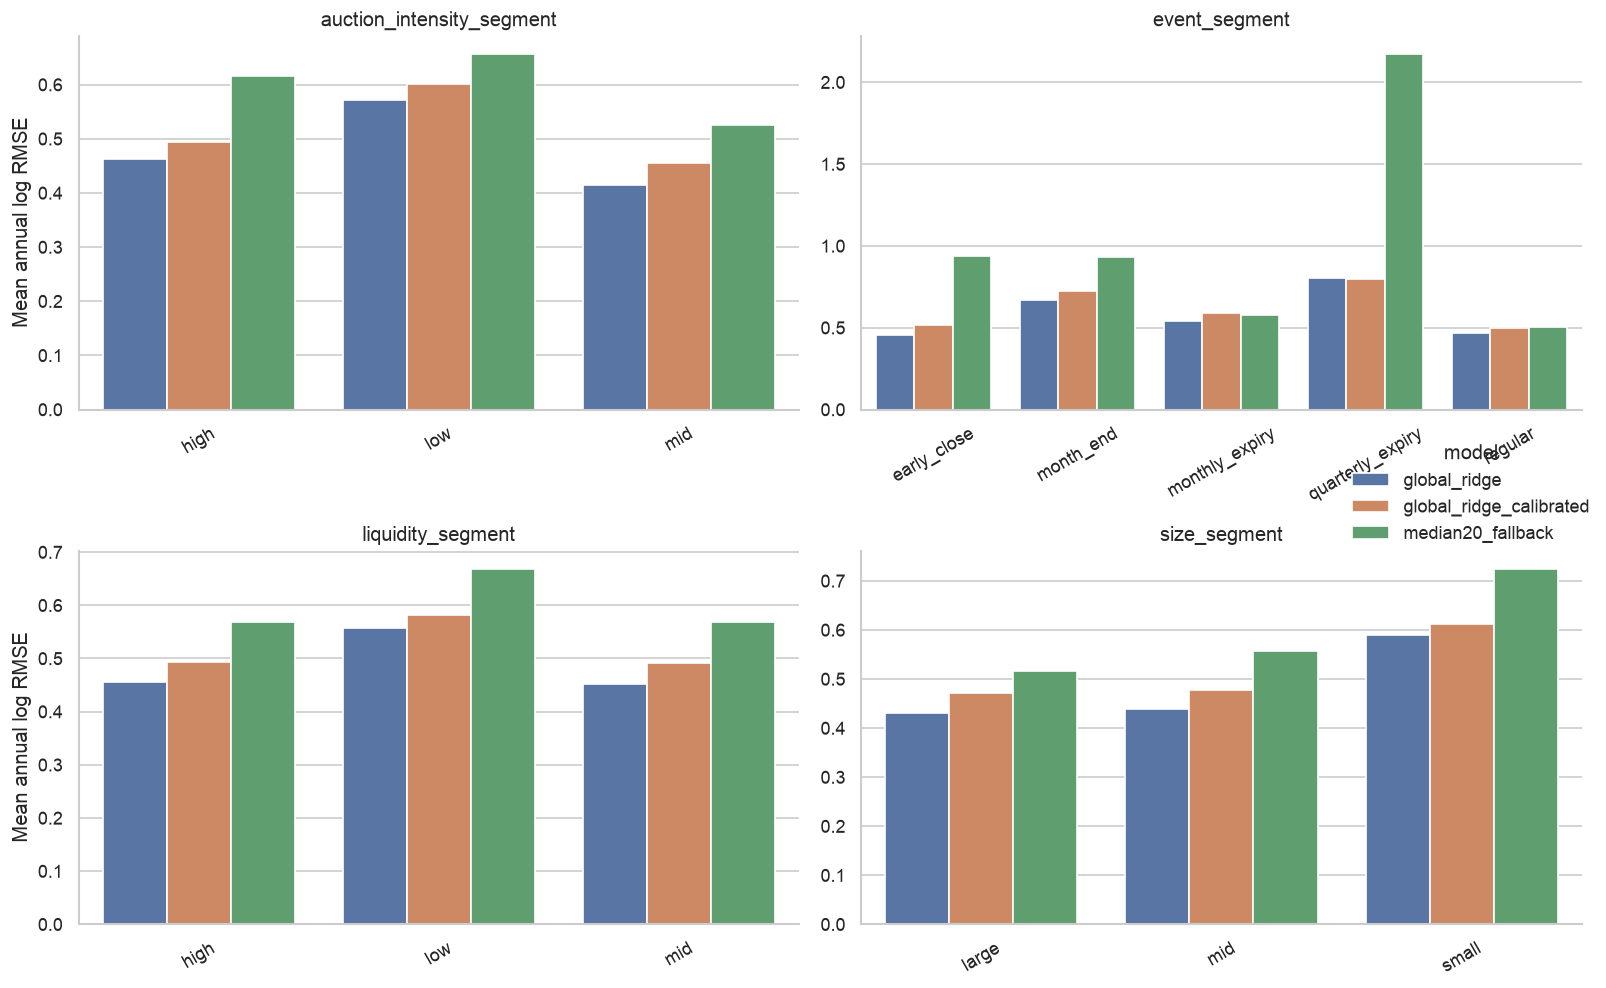 auction_intensity_segment
Mean annual log RMSE
0.6
0.5
0.4
0.3
0.2
0.1
0.0
high
low
mid
event_segment
2.0
1.5
1.0
0.5
0.0
early_close
month_end
monthly_expiry
quarterly_expiry
regular
model
global_ridge
global_ridge_calibrated
median20_fallback
liquidity_segment
Mean annual log RMSE
0.7
0.6
0.5
0.4
0.3
0.2
0.1
0.0
high
low
mid
size_segment
0.7
0.6
0.5
0.4
0.3
0.2
0.1
0.0
large
mid
small